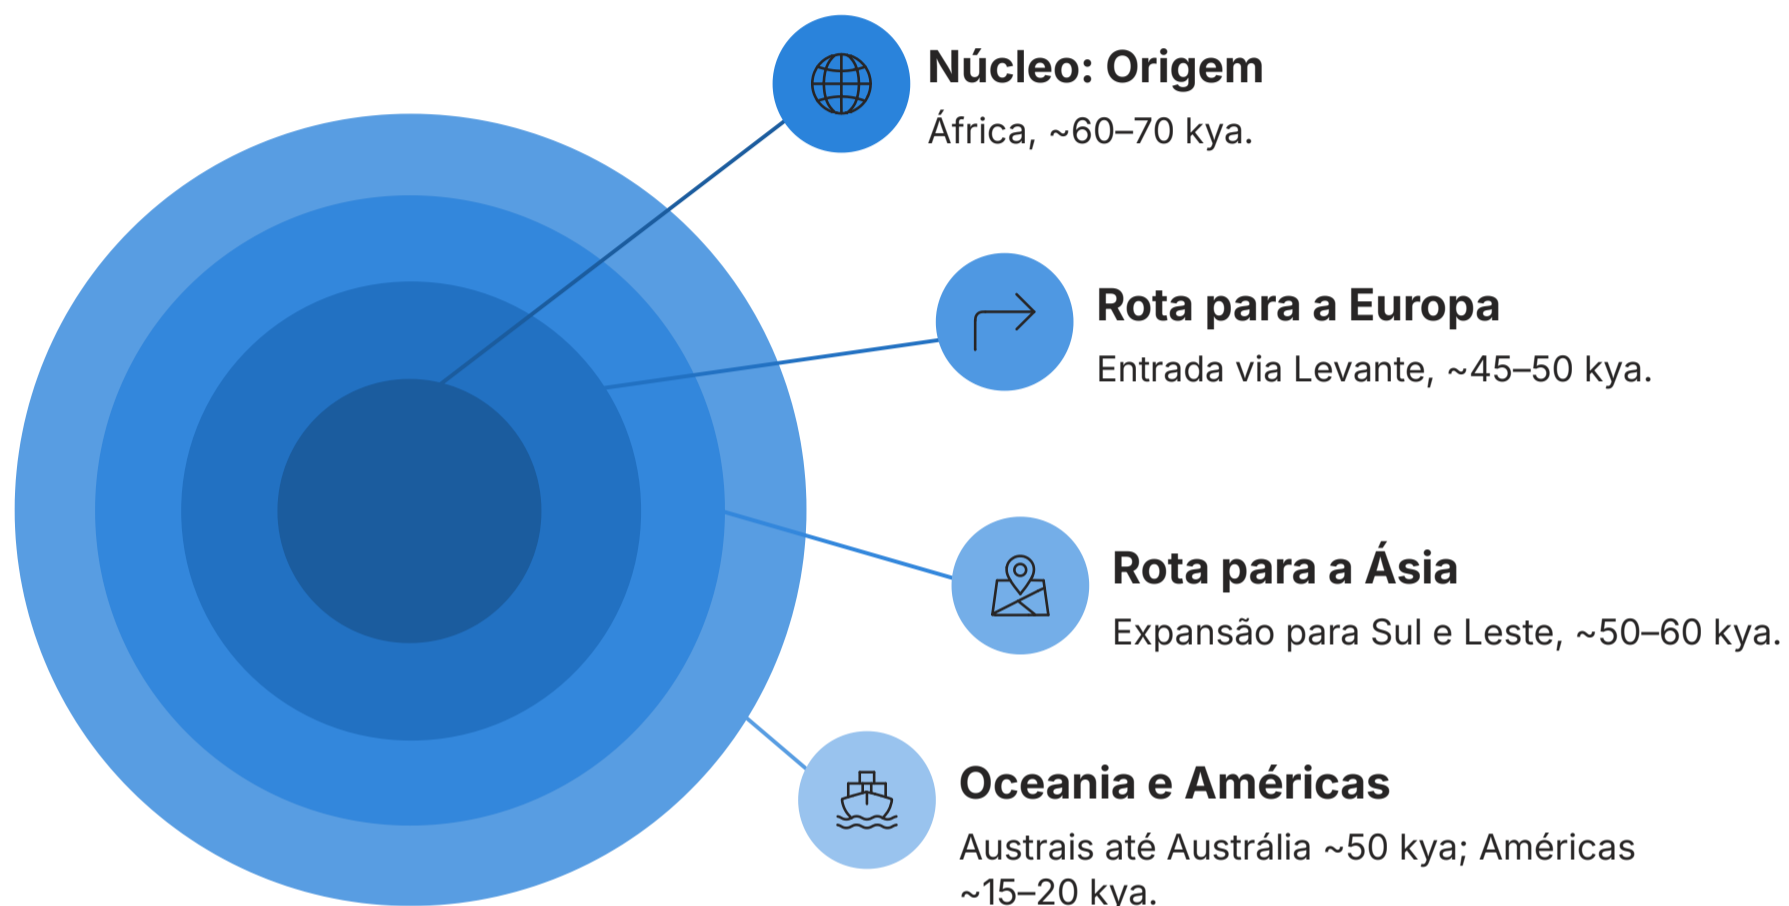 Núcleo: Origem
África, ~60–70 kya.
Rota para a Europa
Entrada via Levante, ~45–50 kya.
Rota para a Ásia
Expansão para Sul e Leste, ~50–60 kya.
Oceania e Américas
Austrais até Austrália ~50 kya; Américas
~15–20 kya.